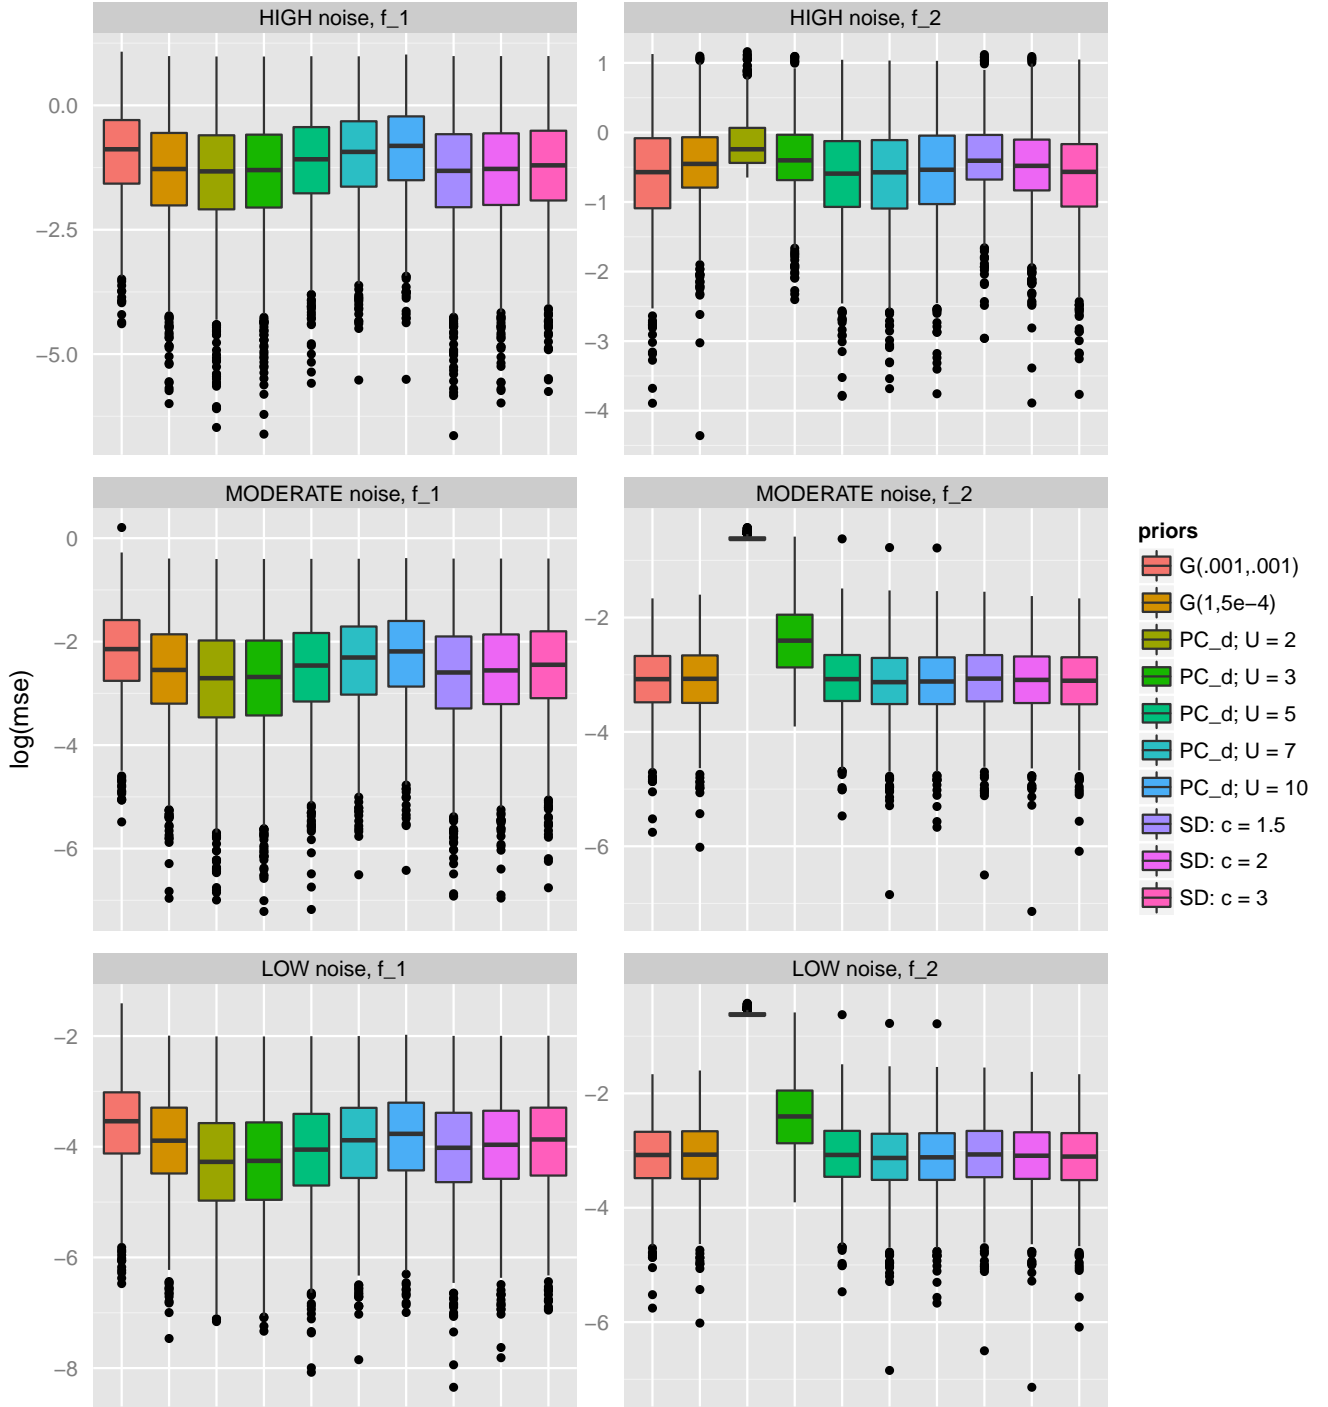 HIGH noise, f_1
HIGH noise, f_2
0.0
−2.5
−5.0
1
0
−1
−2
−3
−4
MODERATE noise, f_1
MODERATE noise, f_2
0
−2
−4
−6
−2
−4
−6
LOW noise, f_1
LOW noise, f_2
−2
−4
−6
−8
−2
−4
−6
log(mse)
priors
G(.001,.001)
G(1,5e−4)
PC_d; U = 2
PC_d; U = 3
PC_d; U = 5
PC_d; U = 7
PC_d; U = 10
SD: c = 1.5
SD: c = 2
SD: c = 3